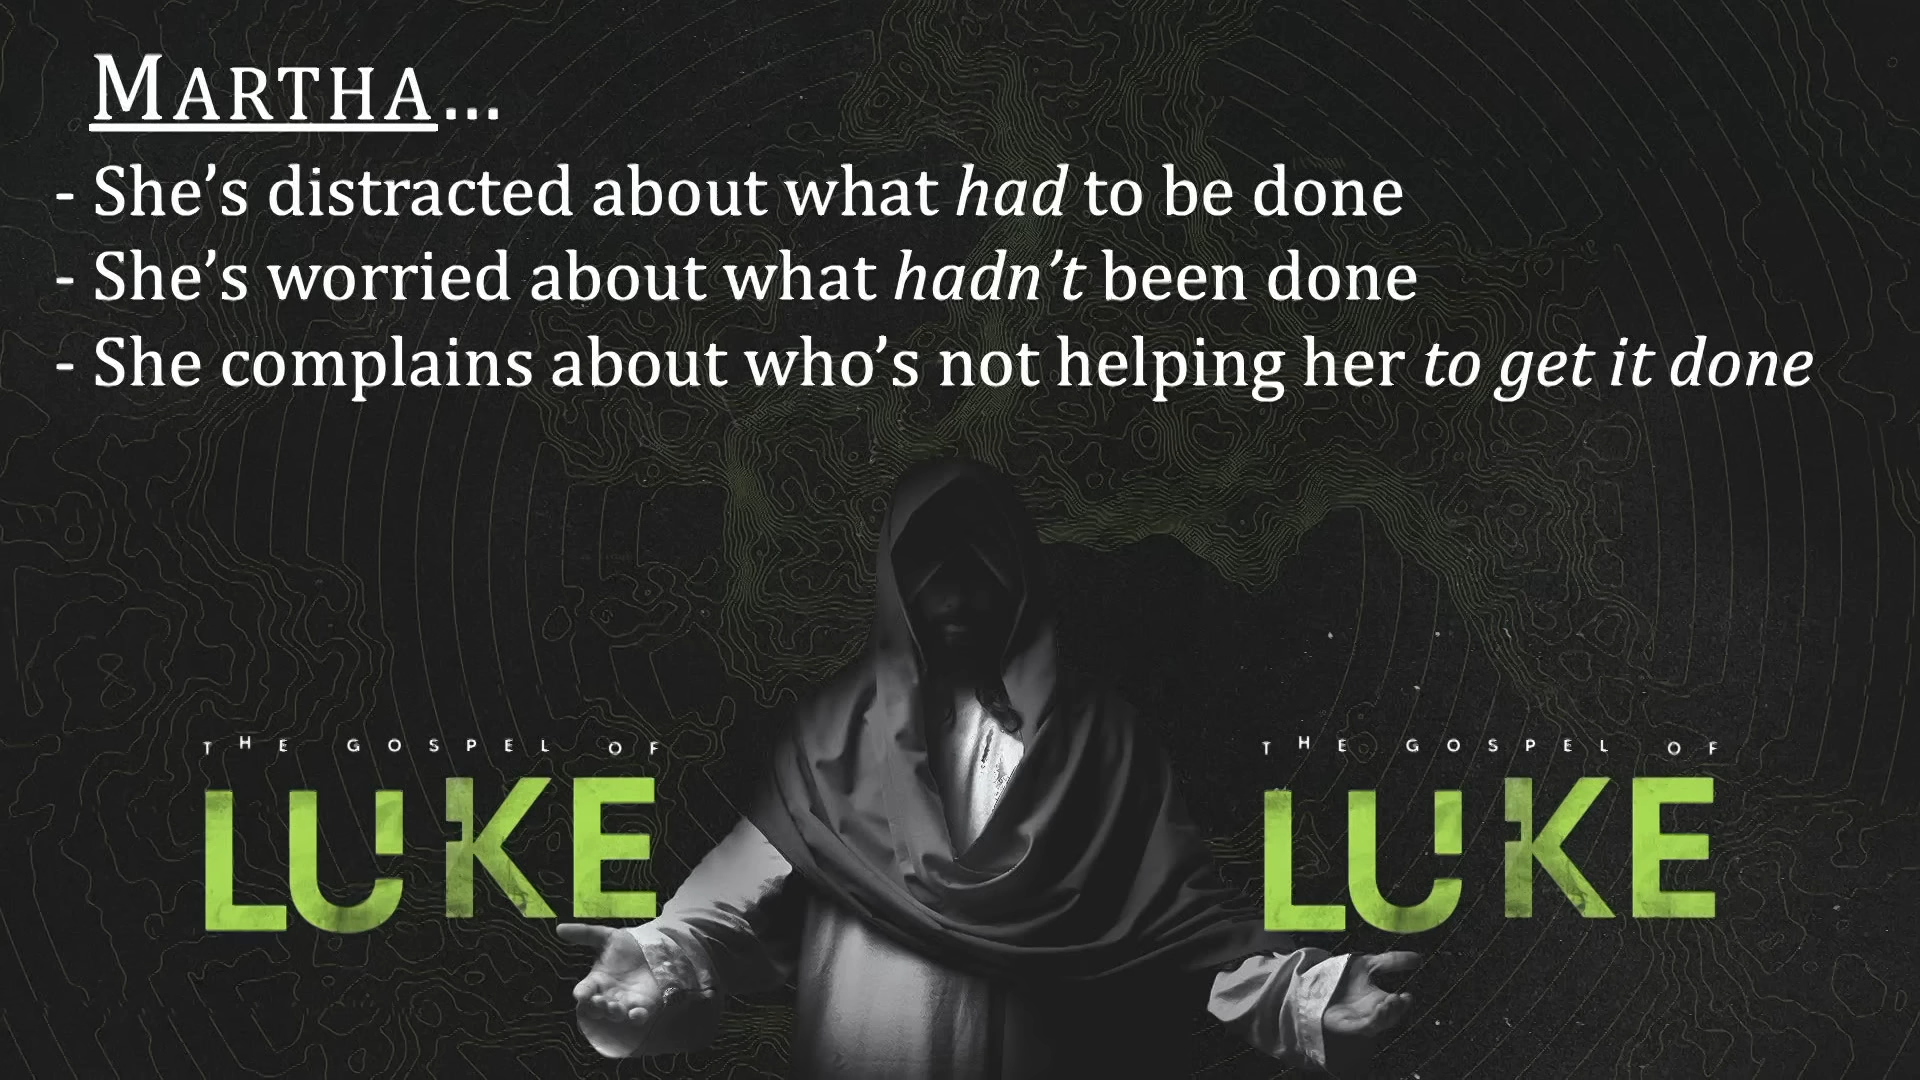 MARTHA...
- She’s distracted about what had to be done
- She’s worried about what hadn’t been done
- She complains about who’s not helping her to get it done
THE GOSPEL OF
LUKE
THE GOSPEL OF
LUKE